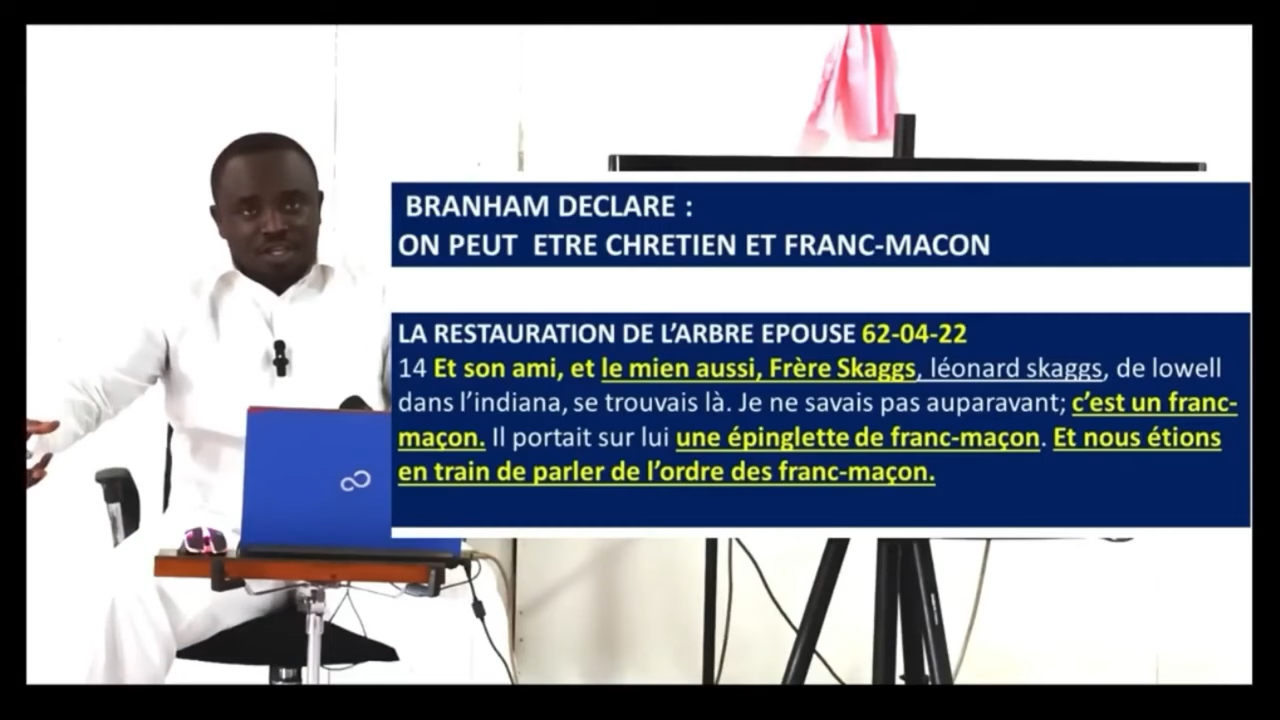 BRANHAM DECLARE :
ON PEUT ETRE CHRETIEN ET FRANC-MACON
LA RESTAURATION DE L'ARBRE EPOUSE 62-04-22
14 Et son ami, et le mien aussi, Frère Skaggs, léonard skaggs, de lowell
dans l'indiana, se trouvais là. Je ne savais pas auparavant; c'est un franc-
maçon. Il portait sur lui une épinglette de franc-maçon. Et nous étions
en train de parler de l'ordre des franc-maçon.